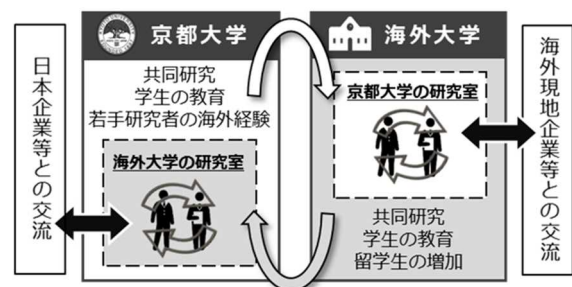 京都大学
海外大学
日本企業等との交流
共同研究
学生の教育
若手研究者の海外経験
海外大学の研究室
京都大学の研究室
共同研究
学生の教育
留学生の増加
海外現地企業等との交流